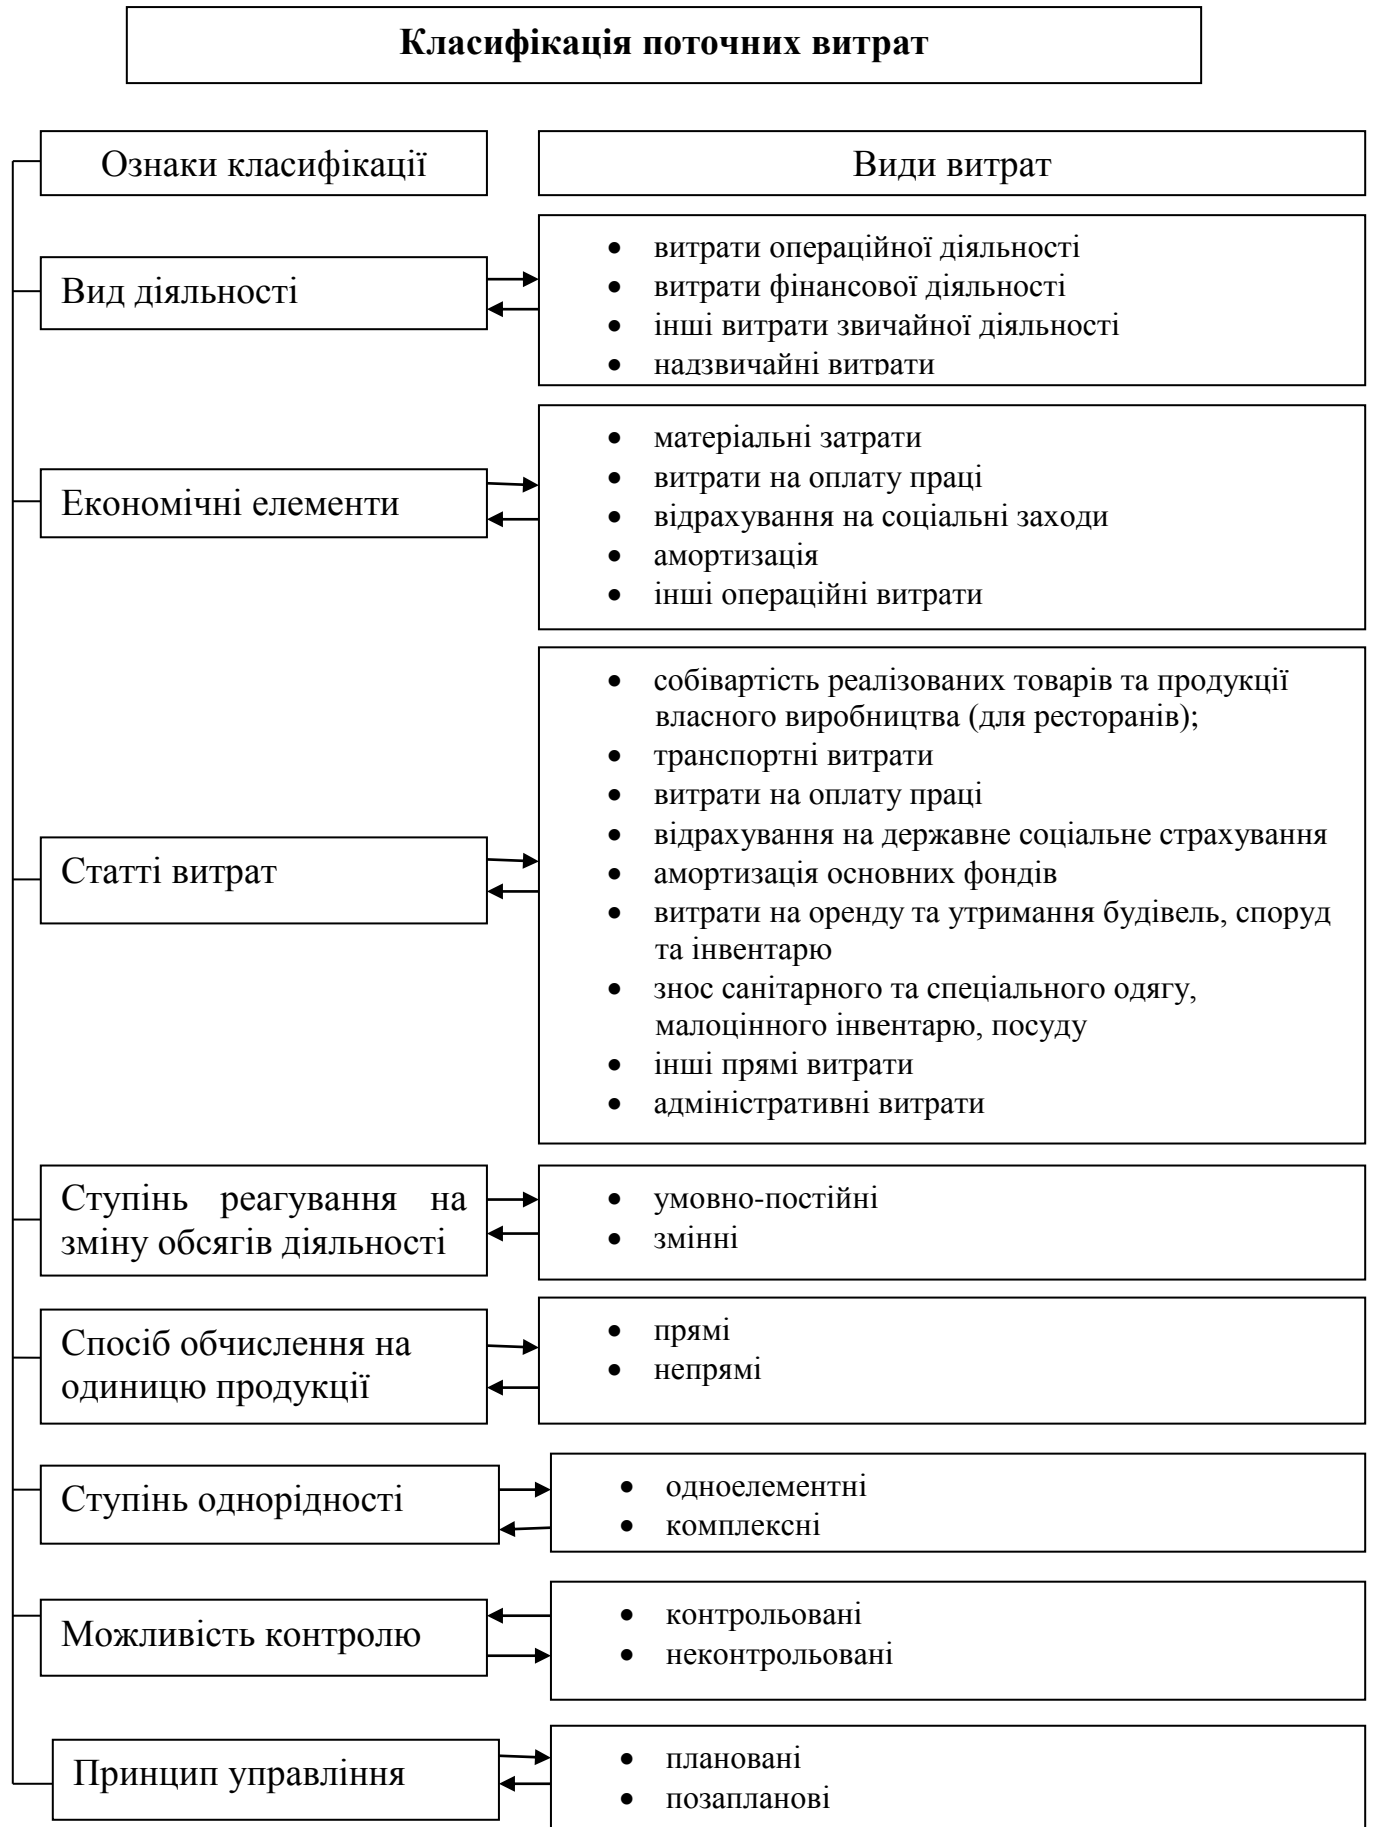 Класифікація поточних витрат
Ознаки класифікації
Види витрат
Вид діяльності
• витрати операційної діяльності
• витрати фінансової діяльності
• інші витрати звичайної діяльності
• надзвичайні витрати
Економічні елементи
• матеріальні затрати
• витрати на оплату праці
• відрахування на соціальні заходи
• амортизація
• інші операційні витрати
Статті витрат
• собівартість реалізованих товарів та продукції
власного виробництва (для ресторанів);
• транспортні витрати
• витрати на оплату праці
• відрахування на державне соціальне страхування
• амортизація основних фондів
• витрати на оренду та утримання будівель, споруд
та інвентарю
• знос санітарного та спеціального одягу,
малоцінного інвентарю, посуду
• інші прямі витрати
• адміністративні витрати
Ступінь реагування на
зміну обсягів діяльності
• умовно-постійні
• змінні
Спосіб обчислення на
одиницю продукції
• прямі
• непрямі
Ступінь однорідності
• одноелементні
• комплексні
Можливість контролю
• контрольовані
• неконтрольовані
Принцип управління
• плановані
• позапланові